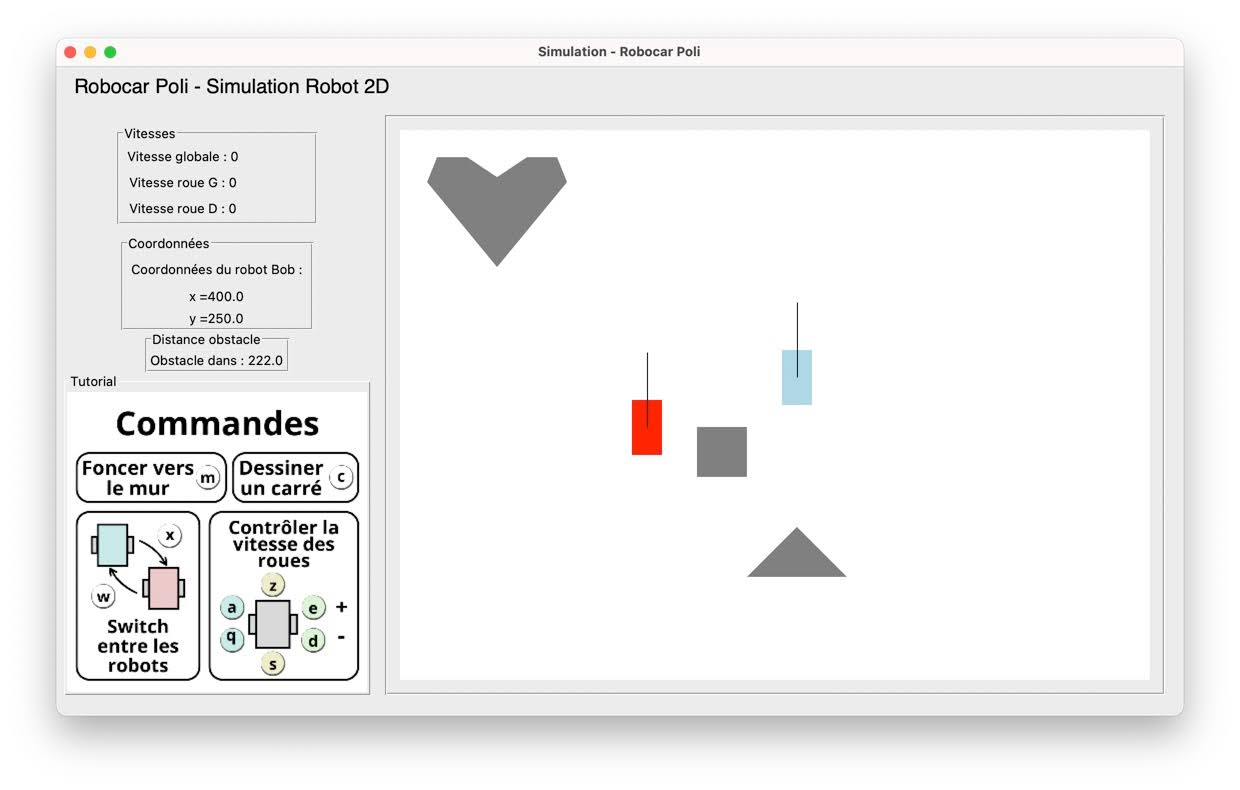 Simulation - Robocar Poli
Robocar Poli - Simulation Robot 2D
Vitesses
Vitesse globale : 0
Vitesse roue G : 0
Vitesse roue D : 0
Coordonnées
Coordonnées du robot Bob :
x =400.0
y =250.0
Distance obstacle
Obstacle dans : 222.0
Tutorial
Commandes
Foncer vers
le mur
m
Dessiner
un carré
c
x
w
Switch
entre les
robots
Contrôler la
vitesse des
roues
z
a e +
q d -
s